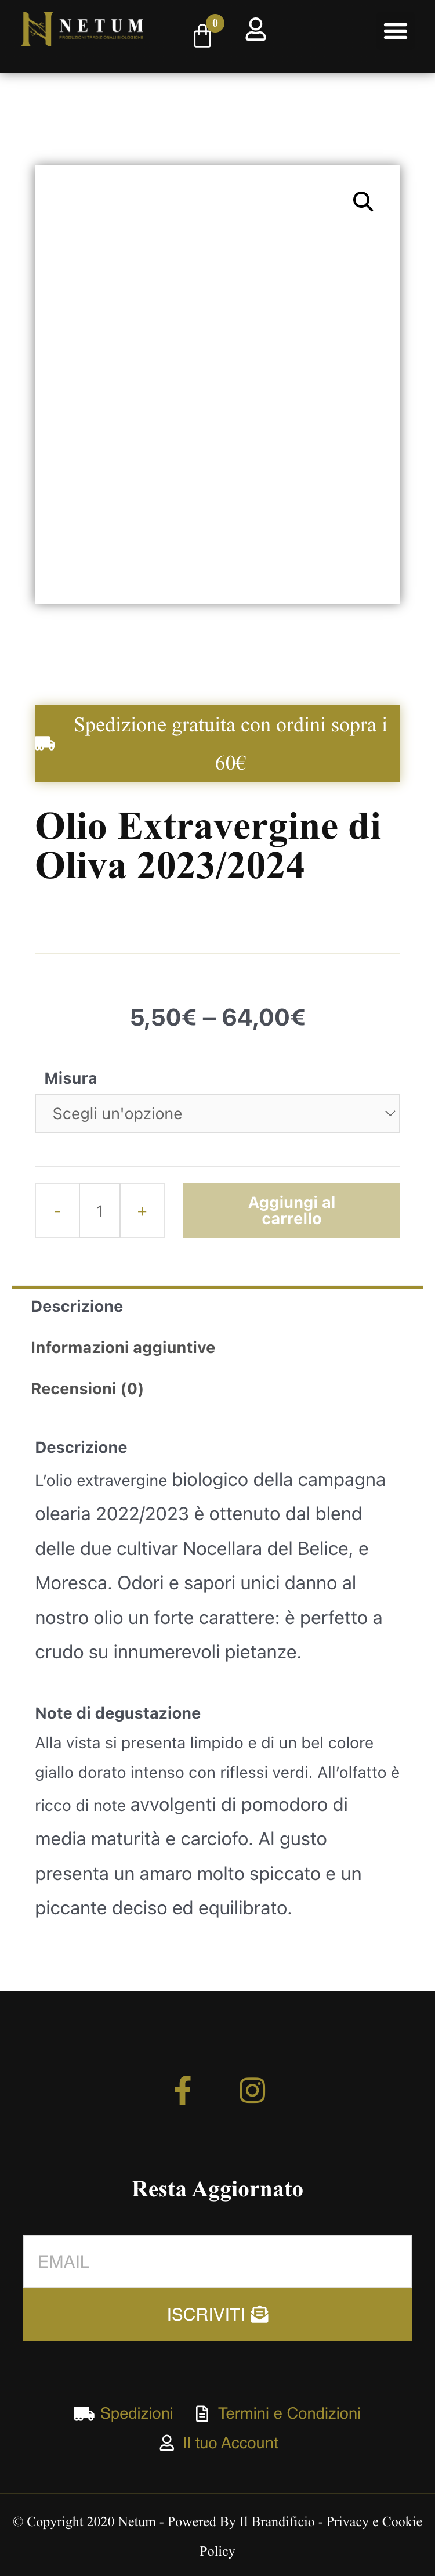 NETUM
PRODUZIONI TRADIZIONALI BIOLOGICHE
0
Spedizione gratuita con ordini sopra i
60€
Olio Extravergine di
Oliva 2023/2024
5,50€ – 64,00€
Misura
Scegli un'opzione
- 1 +
Aggiungi al
carrello
Descrizione
Informazioni aggiuntive
Recensioni (0)
Descrizione
L’olio extravergine biologico della campagna
olearia 2022/2023 è ottenuto dal blend
delle due cultivar Nocellara del Belice, e
Moresca. Odori e sapori unici danno al
nostro olio un forte carattere: è perfetto a
crudo su innumerevoli pietanze.
Note di degustazione
Alla vista si presenta limpido e di un bel colore
giallo dorato intenso con riflessi verdi. All’olfatto è
ricco di note avvolgenti di pomodoro di
media maturità e carciofo. Al gusto
presenta un amaro molto spiccato e un
piccante deciso ed equilibrato.
Resta Aggiornato
EMAIL
ISCRIVITI
Spedizioni Termini e Condizioni
Il tuo Account
© Copyright 2020 Netum - Powered By Il Brandificio - Privacy e Cookie
Policy